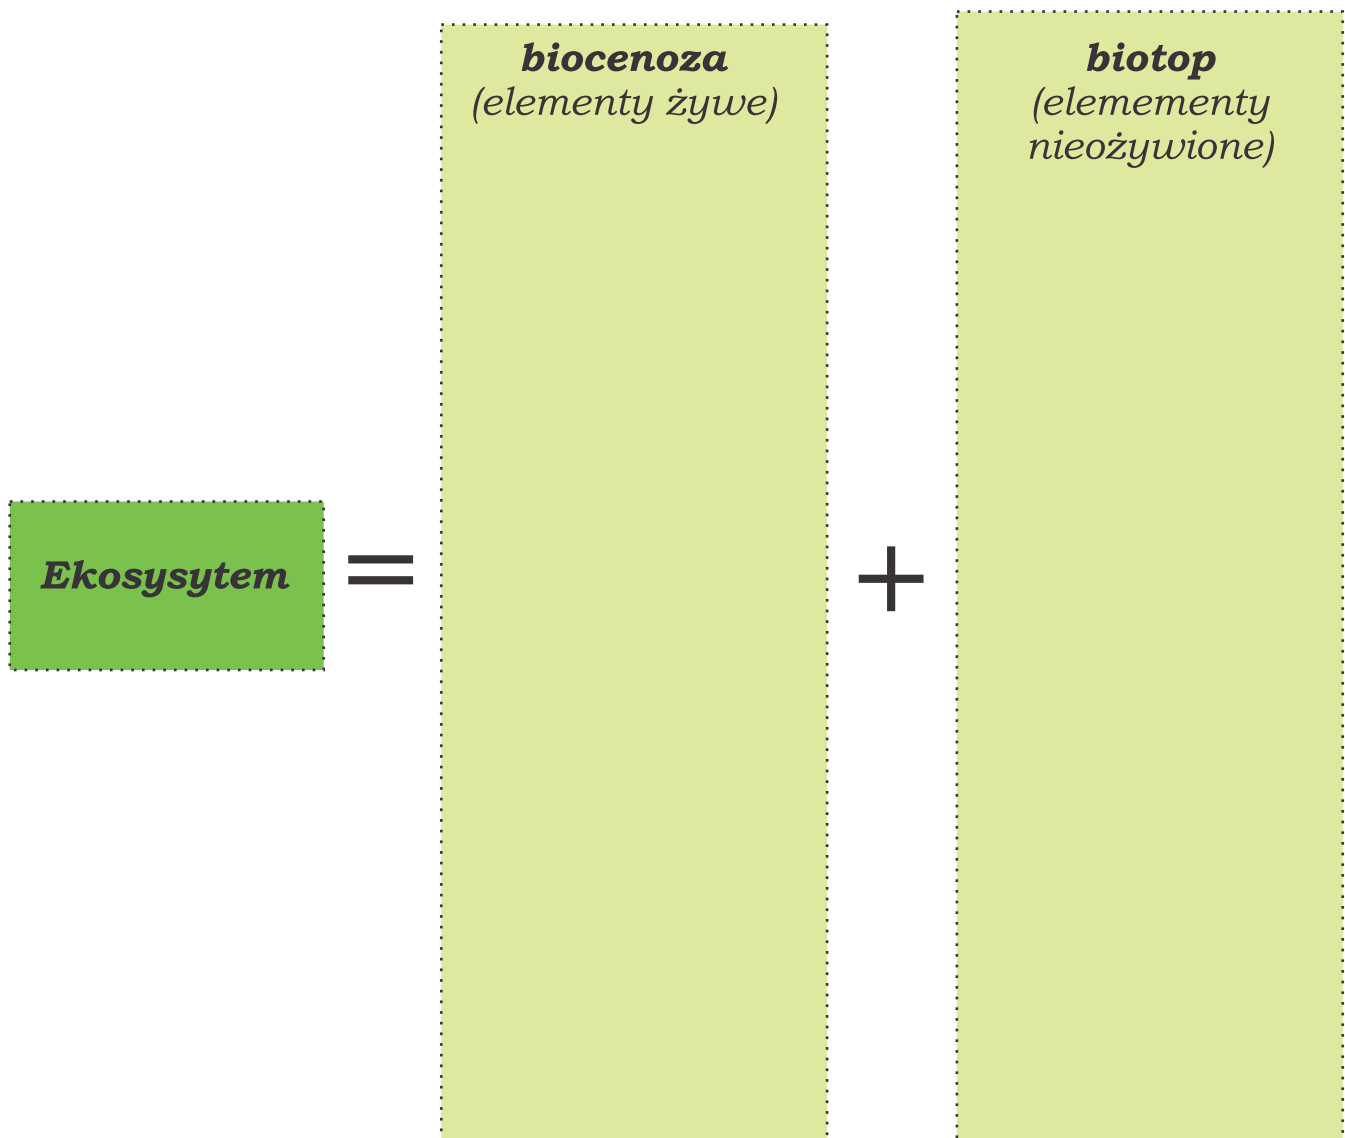 biocenoza
(elementy żywe)
biotop
(elemementy
nieożywione)
Ekosysytem
=
+